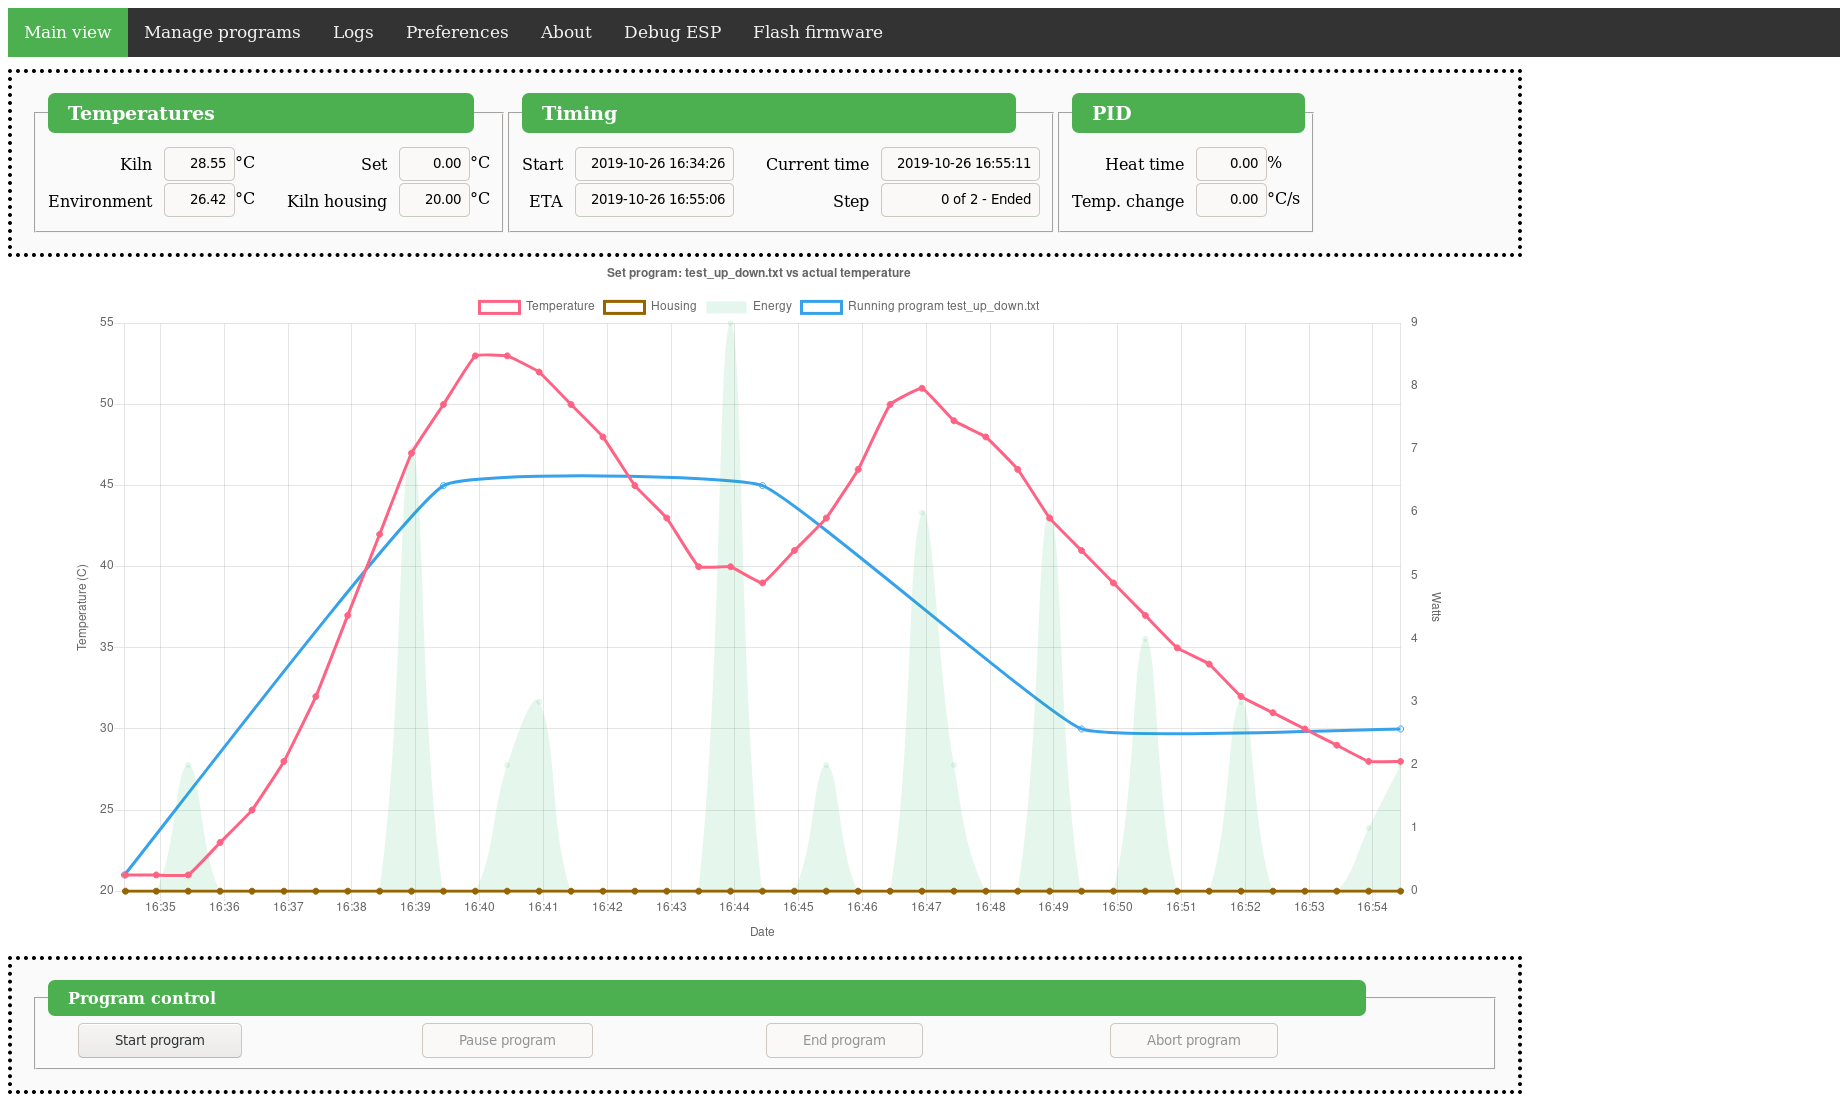 Main view Manage programs Logs Preferences About Debug ESP Flash firmware
Temperatures Timing PID
Kiln 28.55 °C Set 0.00 °C Start 2019-10-26 16:34:26 Current time 2019-10-26 16:55:11 Heat time 0.00 %
Environment 26.42 °C Kiln housing 20.00 °C ETA 2019-10-26 16:55:06 Step 0 of 2 - Ended Temp. change 0.00 °C/s
Set program: test_up_down.txt vs actual temperature
Temperature Housing Energy Running program test_up_down.txt
55 9
50 8
7
45 6
40 5
Temperature (C) Watts
35 4
3
30 2
25 1
20 0
16:35 16:36 16:37 16:38 16:39 16:40 16:41 16:42 16:43 16:44 16:45 16:46 16:47 16:48 16:49 16:50 16:51 16:52 16:53 16:54
Date
Program control
Start program Pause program End program Abort program